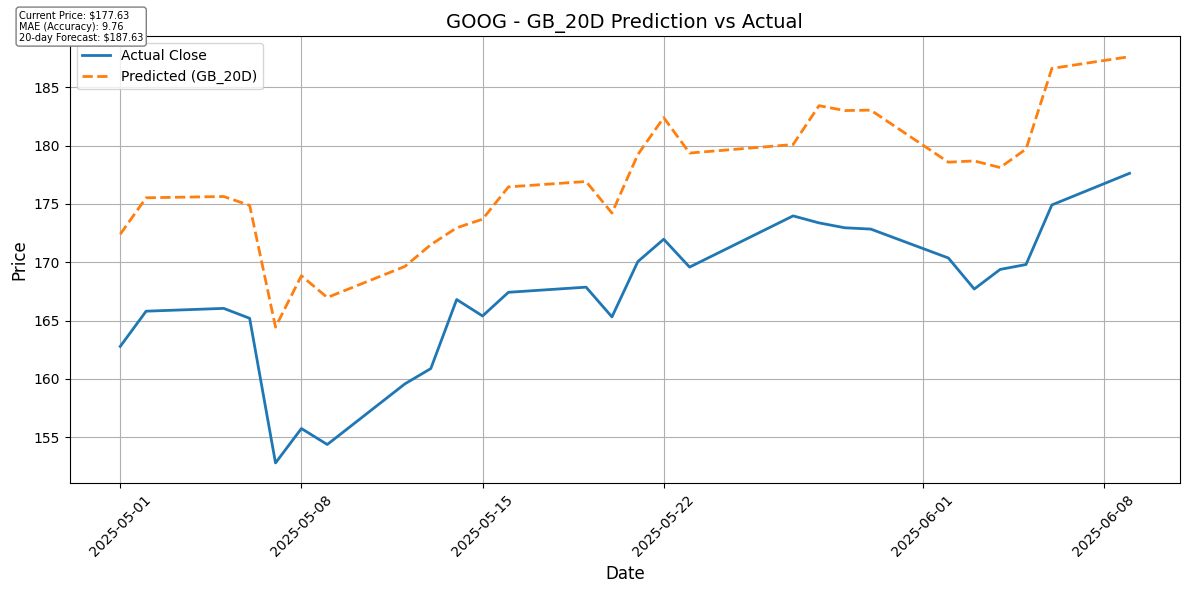 GOOG - GB_20D Prediction vs Actual
Current Price: $177.63
MAE (Accuracy): 9.76
20-day Forecast: $187.63
Actual Close
Predicted (GB_20D)
Price
185
180
175
170
165
160
155
2025-05-01
2025-05-08
2025-05-15
2025-05-22
2025-06-01
2025-06-08
Date